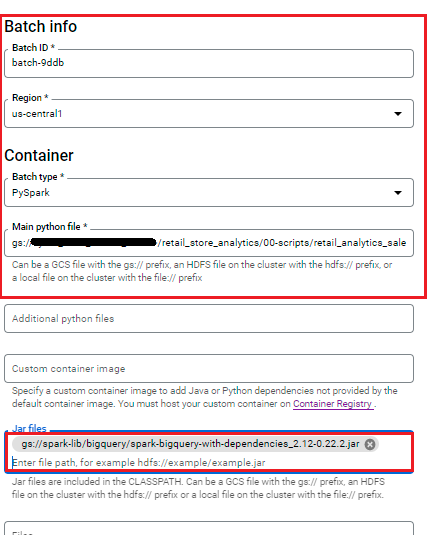 Batch info
Batch ID *
batch-9ddb
Region *
us-central1
Container
Batch type *
PySpark
Main python file *
gs:// /retail_store_analytics/00-scripts/retail_analytics_sale
Can be a GCS file with the gs:// prefix, an HDFS file on the cluster with the hdfs:// prefix, or
a local file on the cluster with the file:// prefix
Additional python files
Custom container image
Specify a custom container image to add Java or Python dependencies not provided by the
default container image. You must host your custom container on Container Registry .
Jar files
gs://spark-lib/bigquery/spark-bigquery-with-dependencies_2.12-0.22.2.jar
Enter file path, for example hdfs://example/example.jar
Jar files are included in the CLASSPATH. Can be a GCS file with the gs:// prefix, an HDFS
file on the cluster with the hdfs:// prefix or a local file on the cluster with the file:// prefix.
Files